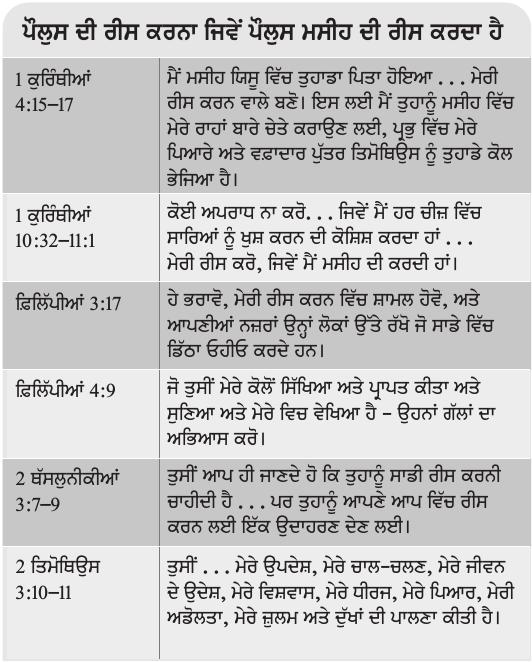 ਪੌਲੁਸ ਦੀ ਰੀਸ ਕਰਨਾ ਜਿਵੇਂ ਪੌਲੁਸ ਮਸੀਹ ਦੀ ਰੀਸ ਕਰਦਾ ਹੈ
1 ਕੁਰਿੰਥੀਆਂ
4:15–17
ਮੈਂ ਮਸੀਹ ਯਿਸੂ ਵਿੱਚ ਤੁਹਾਡਾ ਪਿਤਾ ਹੋਇਆ . . . ਮੇਰੀ
ਰੀਸ ਕਰਨ ਵਾਲੇ ਬਣੋ। ਇਸ ਲਈ ਮੈਂ ਤੁਹਾਨੂੰ ਮਸੀਹ ਵਿੱਚ
ਮੇਰੇ ਰਾਹਾਂ ਬਾਰੇ ਚੇਤੇ ਕਰਾਉਣ ਲਈ, ਪ੍ਰਭੁ ਵਿੱਚ ਮੇਰੇ
ਪਿਆਰੇ ਅਤੇ ਵਫ਼ਾਦਾਰ ਪੁੱਤਰ ਤਿਮੋਥਿਉਸ ਨੂੰ ਤੁਹਾਡੇ ਕੋਲ
ਭੇਜਿਆ ਹੈ।
1 ਕੁਰਿੰਥੀਆਂ
10:32–11:1
ਕੋਈ ਅਪਰਾਧ ਨਾ ਕਰੋ. . . ਜਿਵੇਂ ਮੈਂ ਹਰ ਚੀਜ਼ ਵਿੱਚ
ਸਾਰਿਆਂ ਨੂੰ ਖੁਸ਼ ਕਰਨ ਦੀ ਕੋਸ਼ਿਸ਼ ਕਰਦਾ ਹਾਂ . . .
ਮੇਰੀ ਰੀਸ ਕਰੋ, ਜਿਵੇਂ ਮੈਂ ਮਸੀਹ ਦੀ ਕਰਦੀ ਹਾਂ।
ਫ਼ਿਲਿੱਪੀਆਂ 3:17
ਹੇ ਭਰਾਵੋ, ਮੇਰੀ ਰੀਸ ਕਰਨ ਵਿੱਚ ਸ਼ਾਮਲ ਹੋਵੋ, ਅਤੇ
ਆਪਣੀਆਂ ਨਜ਼ਰਾਂ ਉਨ੍ਹਾਂ ਲੋਕਾਂ ਉੱਤੇ ਰੱਖੋ ਜੋ ਸਾਡੇ ਵਿੱਚ
ਡਿੱਠਾ ਓਹੀਓ ਕਰਦੇ ਹਨ।
ਫ਼ਿਲਿੱਪੀਆਂ 4:9
ਜੋ ਤੁਸੀਂ ਮੇਰੇ ਕੋਲੋਂ ਸਿੱਖਿਆ ਅਤੇ ਪ੍ਰਾਪਤ ਕੀਤਾ ਅਤੇ
ਸੁਣਿਆ ਅਤੇ ਮੇਰੇ ਵਿਚ ਵੇਖਿਆ ਹੈ – ਉਹਨਾਂ ਗੱਲਾਂ ਦਾ
ਅਭਿਆਸ ਕਰੋ।
2 ਥੱਸਲੁਨੀਕੀਆਂ
3:7–9
ਤੁਸੀਂ ਆਪ ਹੀ ਜਾਣਦੇ ਹੋ ਕਿ ਤੁਹਾਨੂੰ ਸਾਡੀ ਰੀਸ ਕਰਨੀ
ਚਾਹੀਦੀ ਹੈ . . . ਪਰ ਤੁਹਾਨੂੰ ਆਪਣੇ ਆਪ ਵਿੱਚ ਰੀਸ
ਕਰਨ ਲਈ ਇੱਕ ਉਦਾਹਰਣ ਦੇਣ ਲਈ।
2 ਤਿਮੋਥਿਉਸ
3:10–11
ਤੁਸੀਂ . . . ਮੇਰੇ ਉਪਦੇਸ਼, ਮੇਰੇ ਚਾਲ-ਚਲਣ, ਮੇਰੇ ਜੀਵਨ
ਦੇ ਉਦੇਸ਼, ਮੇਰੇ ਵਿਸ਼ਵਾਸ, ਮੇਰੇ ਧੀਰਜ, ਮੇਰੇ ਪਿਆਰ, ਮੇਰੀ
ਅਡੋਲਤਾ, ਮੇਰੇ ਜ਼ੁਲਮ ਅਤੇ ਦੁੱਖਾਂ ਦੀ ਪਾਲਣਾ ਕੀਤੀ ਹੈ।